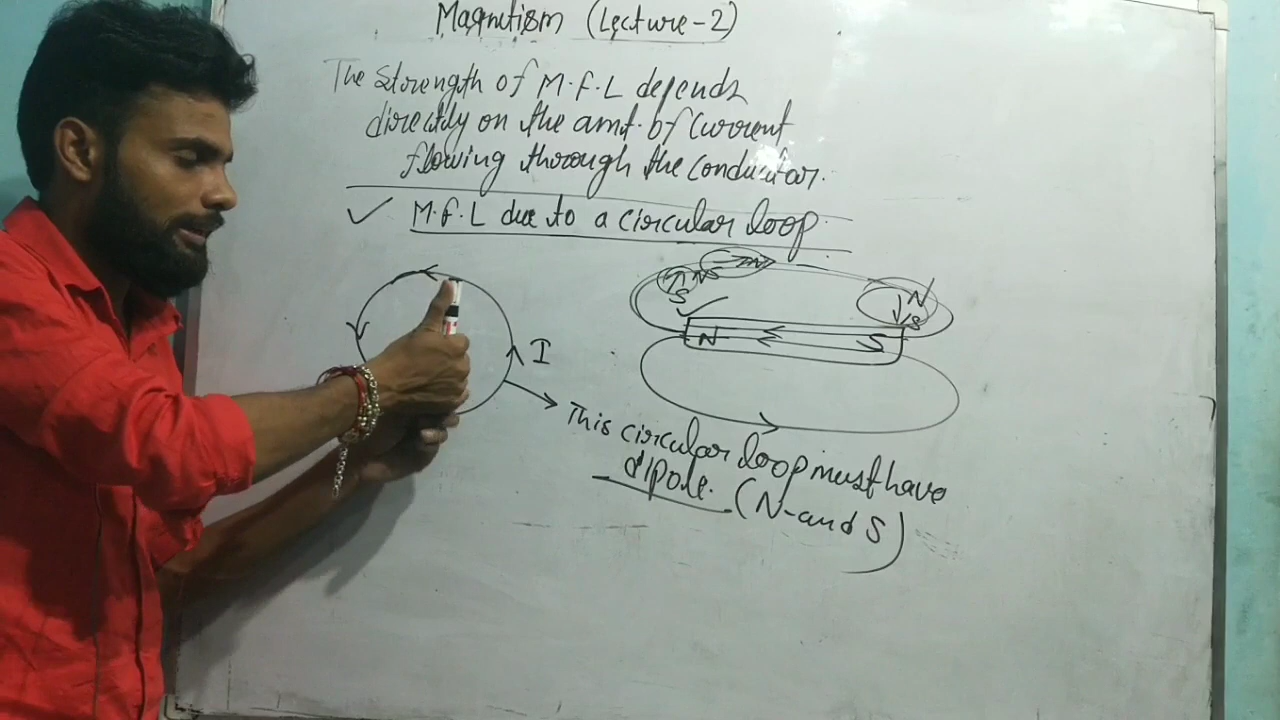 Magnetism (Lecture-2)
The strength of M.F.L depends
directly on the amt. of current
flowing through the conductor.
✓ M.F.L due to a circular loop
I
N S
S
N
N
S
N S
This circular loop must have
dipole. (N-and S)